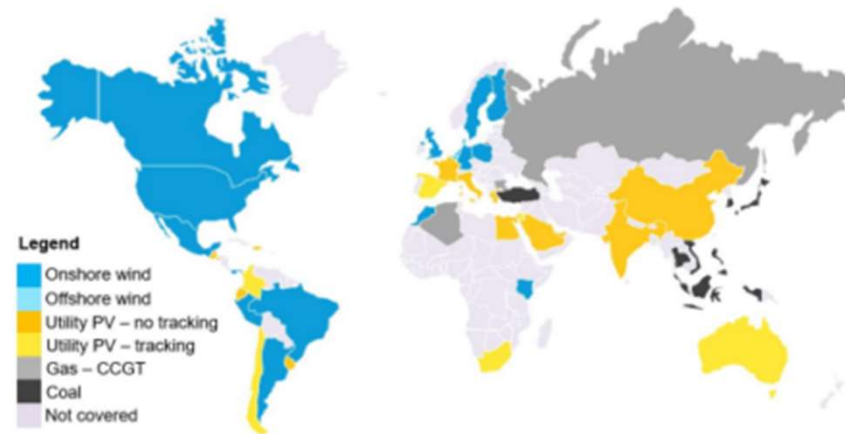 Legend
Onshore wind
Offshore wind
Utility PV – no tracking
Utility PV – tracking
Gas – CCGT
Coal
Not covered